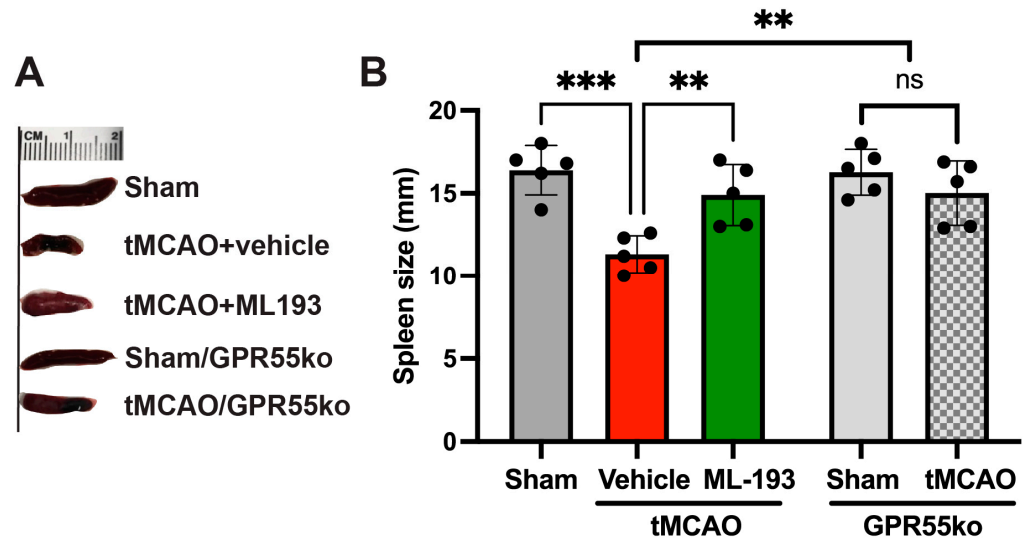 A
CM 1 2
Sham
tMCAO+vehicle
tMCAO+ML193
Sham/GPR55ko
tMCAO/GPR55ko
B
**
*** ** ns
Spleen size (mm)
20
15
10
5
0
Sham Vehicle ML-193 Sham tMCAO
tMCAO GPR55ko